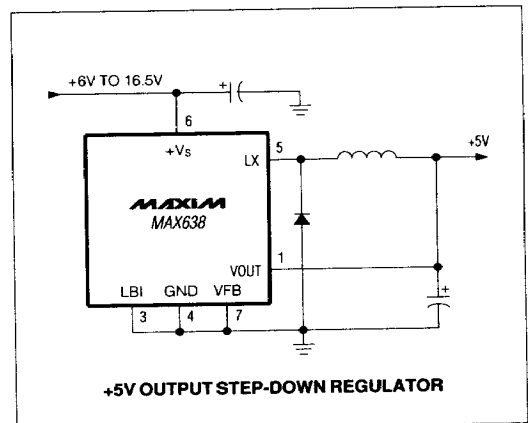 +6V TO 16.5V
+
6
+VS
5
LX
+5V
MAXIM
MAX638
1
VOUT
+
LBI GND VFB
3 4 7
+5V OUTPUT STEP-DOWN REGULATOR